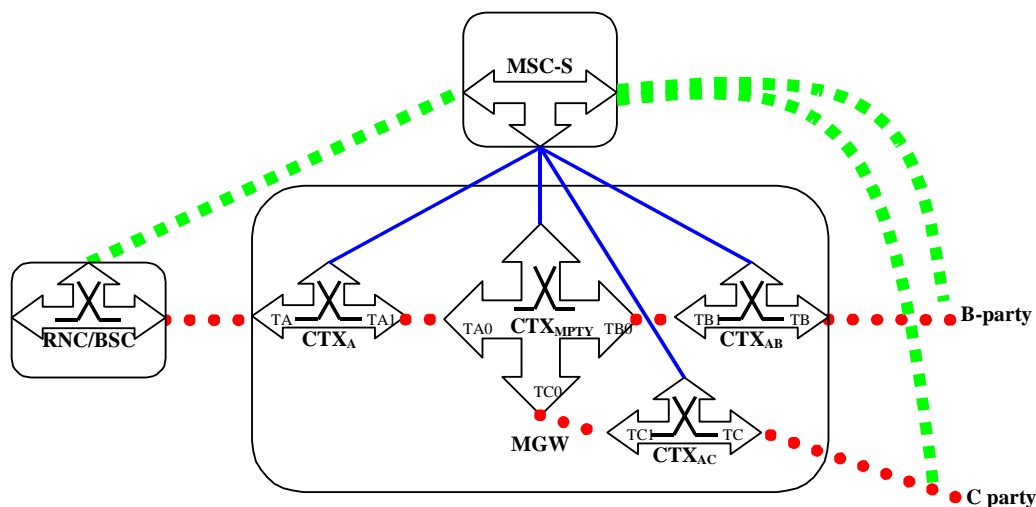 MSC-S
RNC/BSC
TA TA1
CTXA
TA0 CTXMPTY TB0
TC0
TB1 TB
CTXAB
B-party
MGW
TC1 TC
CTXAC
C party